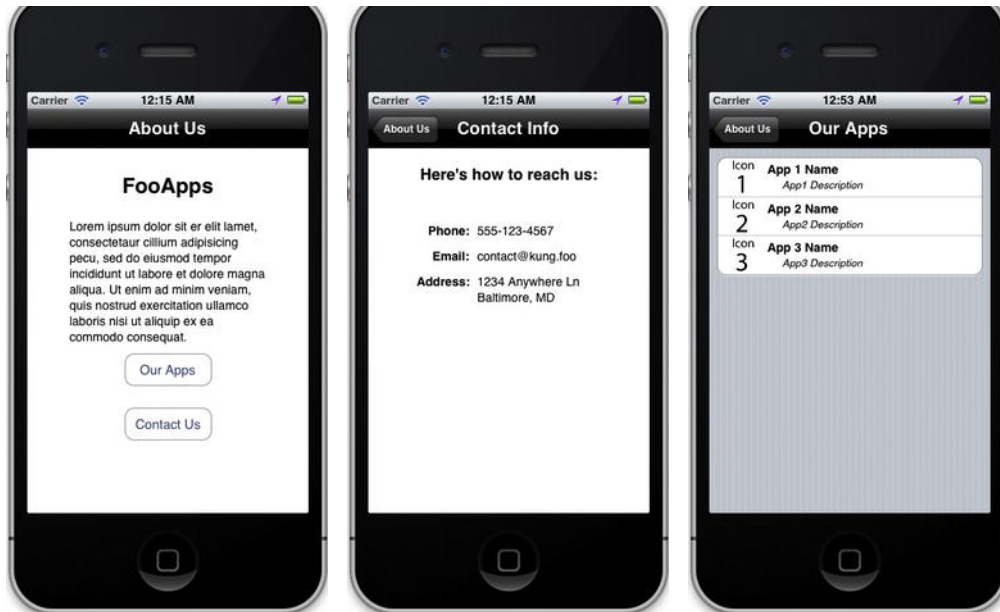 Carrier 12:15 AM
About Us
FooApps
Lorem ipsum dolor sit er elit lamet,
consectetaur cillium adipisicing
pecu, sed do eiusmod tempor
incididunt ut labore et dolore magna
aliqua. Ut enim ad minim veniam,
quis nostrud exercitation ullamco
laboris nisi ut aliquip ex ea
commodo consequat.
Our Apps
Contact Us
Carrier 12:15 AM
About Us Contact Info
Here's how to reach us:
Phone: 555-123-4567
Email: contact@kung.foo
Address: 1234 Anywhere Ln
Baltimore, MD
Carrier 12:53 AM
About Us Our Apps
Icon
1
App 1 Name
App1 Description
Icon
2
App 2 Name
App2 Description
Icon
3
App 3 Name
App3 Description